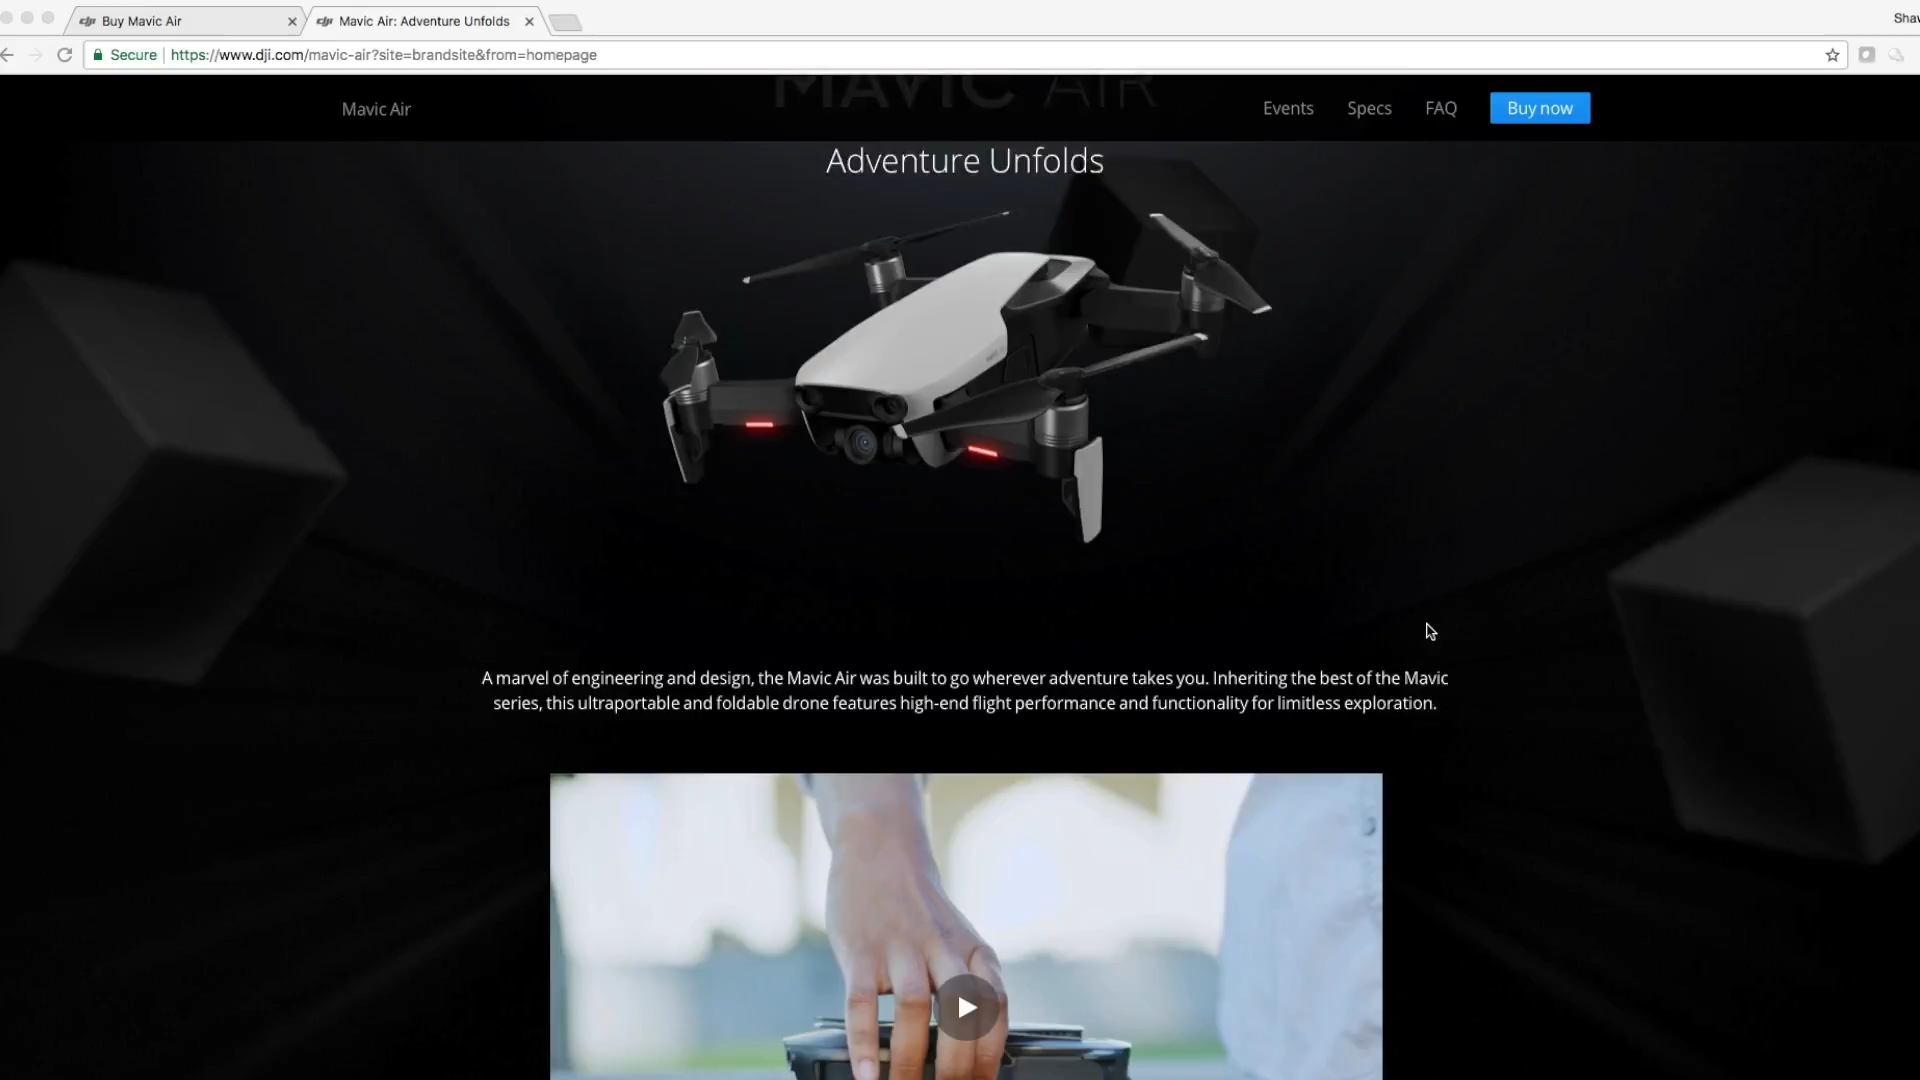 Buy Mavic Air
Mavic Air: Adventure Unfolds
Secure
https://www.dji.com/mavic-air?site=brandsite&from=homepage
MAVIC AIR
Mavic Air
Events
Specs
FAQ
Buy now
Adventure Unfolds
A marvel of engineering and design, the Mavic Air was built to go wherever adventure takes you. Inheriting the best of the Mavic
series, this ultraportable and foldable drone features high-end flight performance and functionality for limitless exploration.